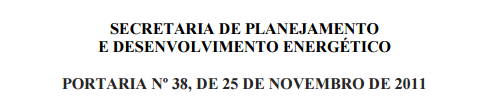 SECRETARIA DE PLANEJAMENTO
E DESENVOLVIMENTO ENERGÉTICO
PORTARIA Nº 38, DE 25 DE NOVEMBRO DE 2011